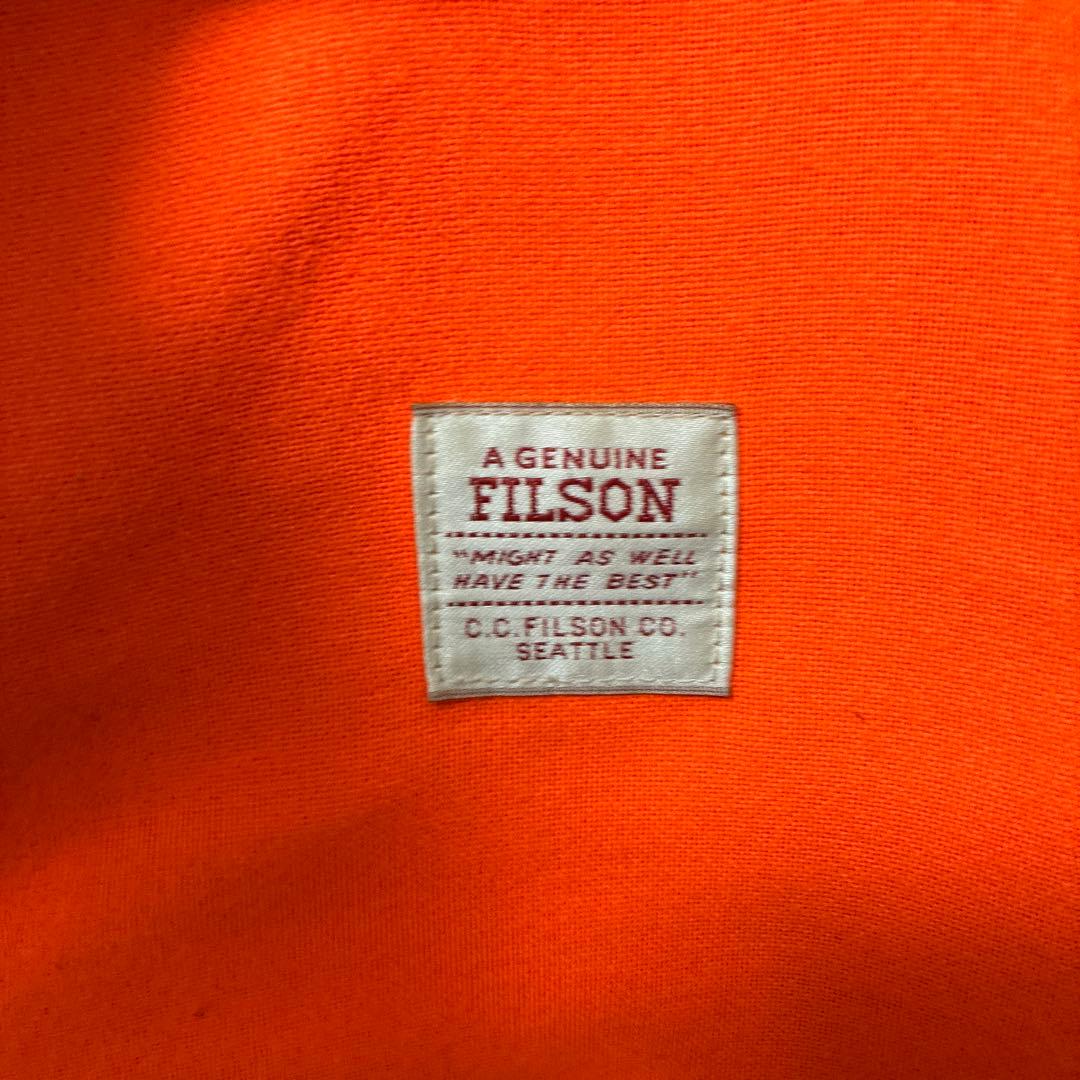 A GENUINE
FILSON
"MIGHT AS WELL
HAVE THE BEST"
C.C. FILSON CO.
SEATTLE